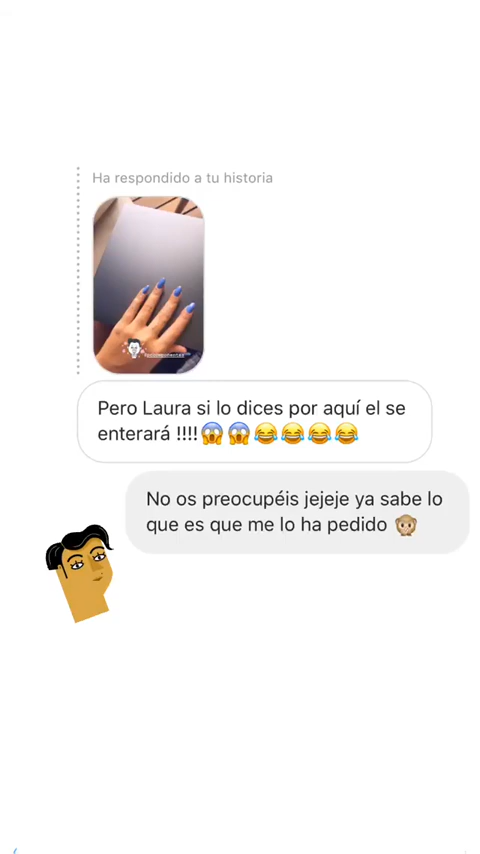 Ha respondido a tu historia
Pero Laura si lo dices por aquí el se
enterará !!!!😱😱😂😂😂😂
No os preocupéis jejeje ya sabe lo
que es que me lo ha pedido 🙊